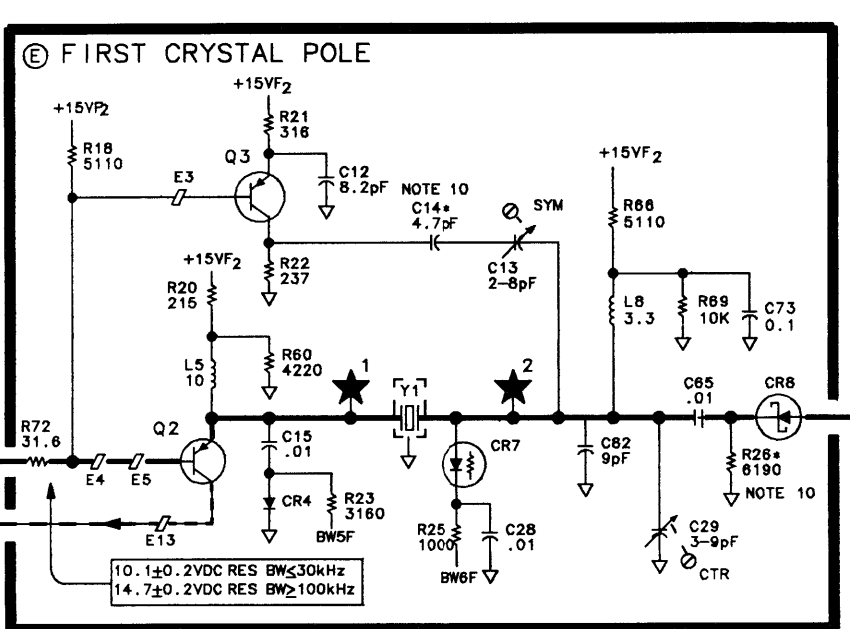 E FIRST CRYSTAL POLE
+15VF2
+15VF2
R21
316
R18
5110
Q3
E3
C12
8.2pF
NOTE 10
C14*
4.7pF
SYM
+15VF2
R66
5110
+15VF2
R22
237
C13
2-8pF
R20
215
L8
3.3
R69
10K
C73
0.1
L5
10
R60
4220
1
2
Y1
C65
.01
CR8
R72
31.6
Q2
C15
.01
CR7
C62
9pF
R26*
6190
NOTE 10
E4
E5
CR4
R23
3160
BW5F
R25
1000
C28
.01
C29
3-9pF
CTR
E13
BW6F
10.1±0.2VDC RES BW≤30kHz
14.7±0.2VDC RES BW≥100kHz